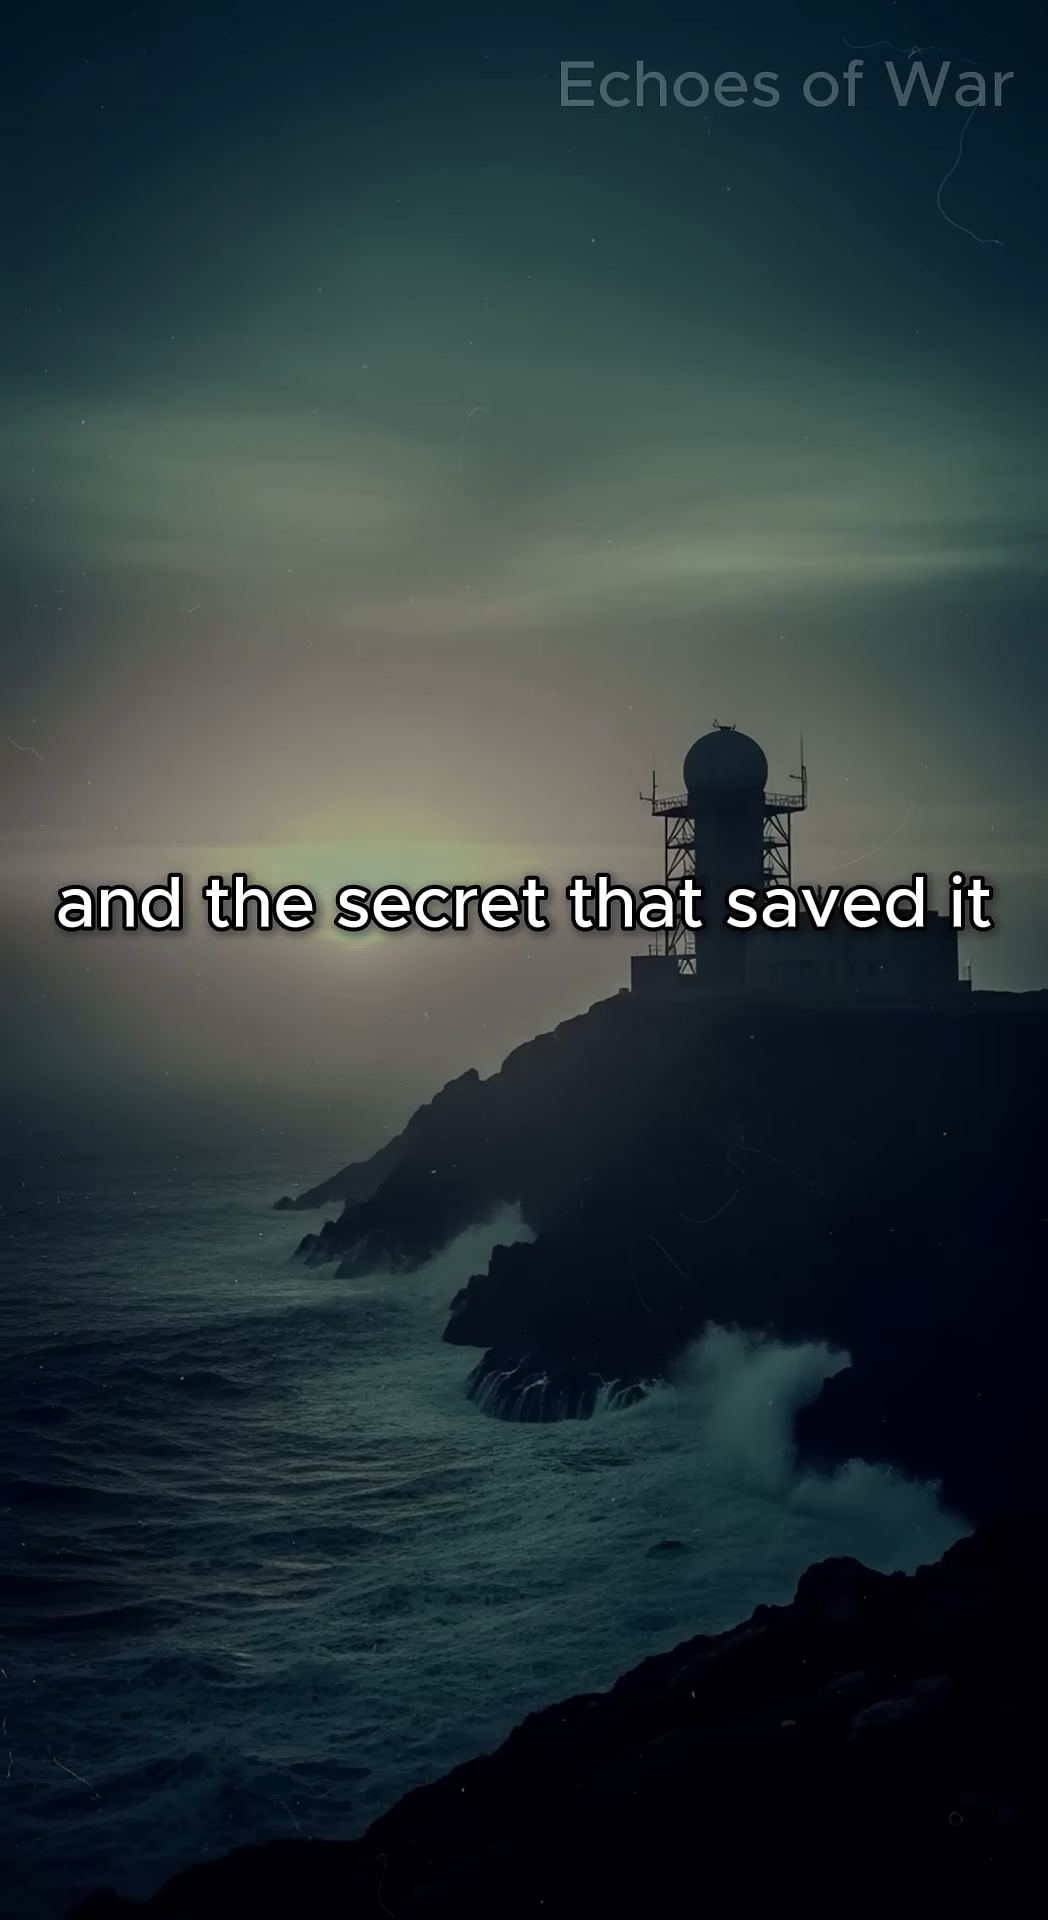 Echoes of War
and the secret that saved it